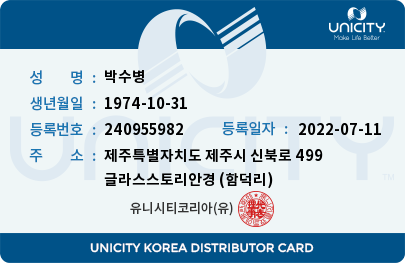 UNICITY
Make Life Better
성 명 : 박수병
생년월일 : 1974-10-31
등록번호 : 240955982 등록일자 : 2022-07-11
주 소 : 제주특별자치도 제주시 신북로 499
글라스스토리안경 (함덕리)
UNICITY
유니시티코리아(유)
UNICITY KOREA DISTRIBUTOR CARD